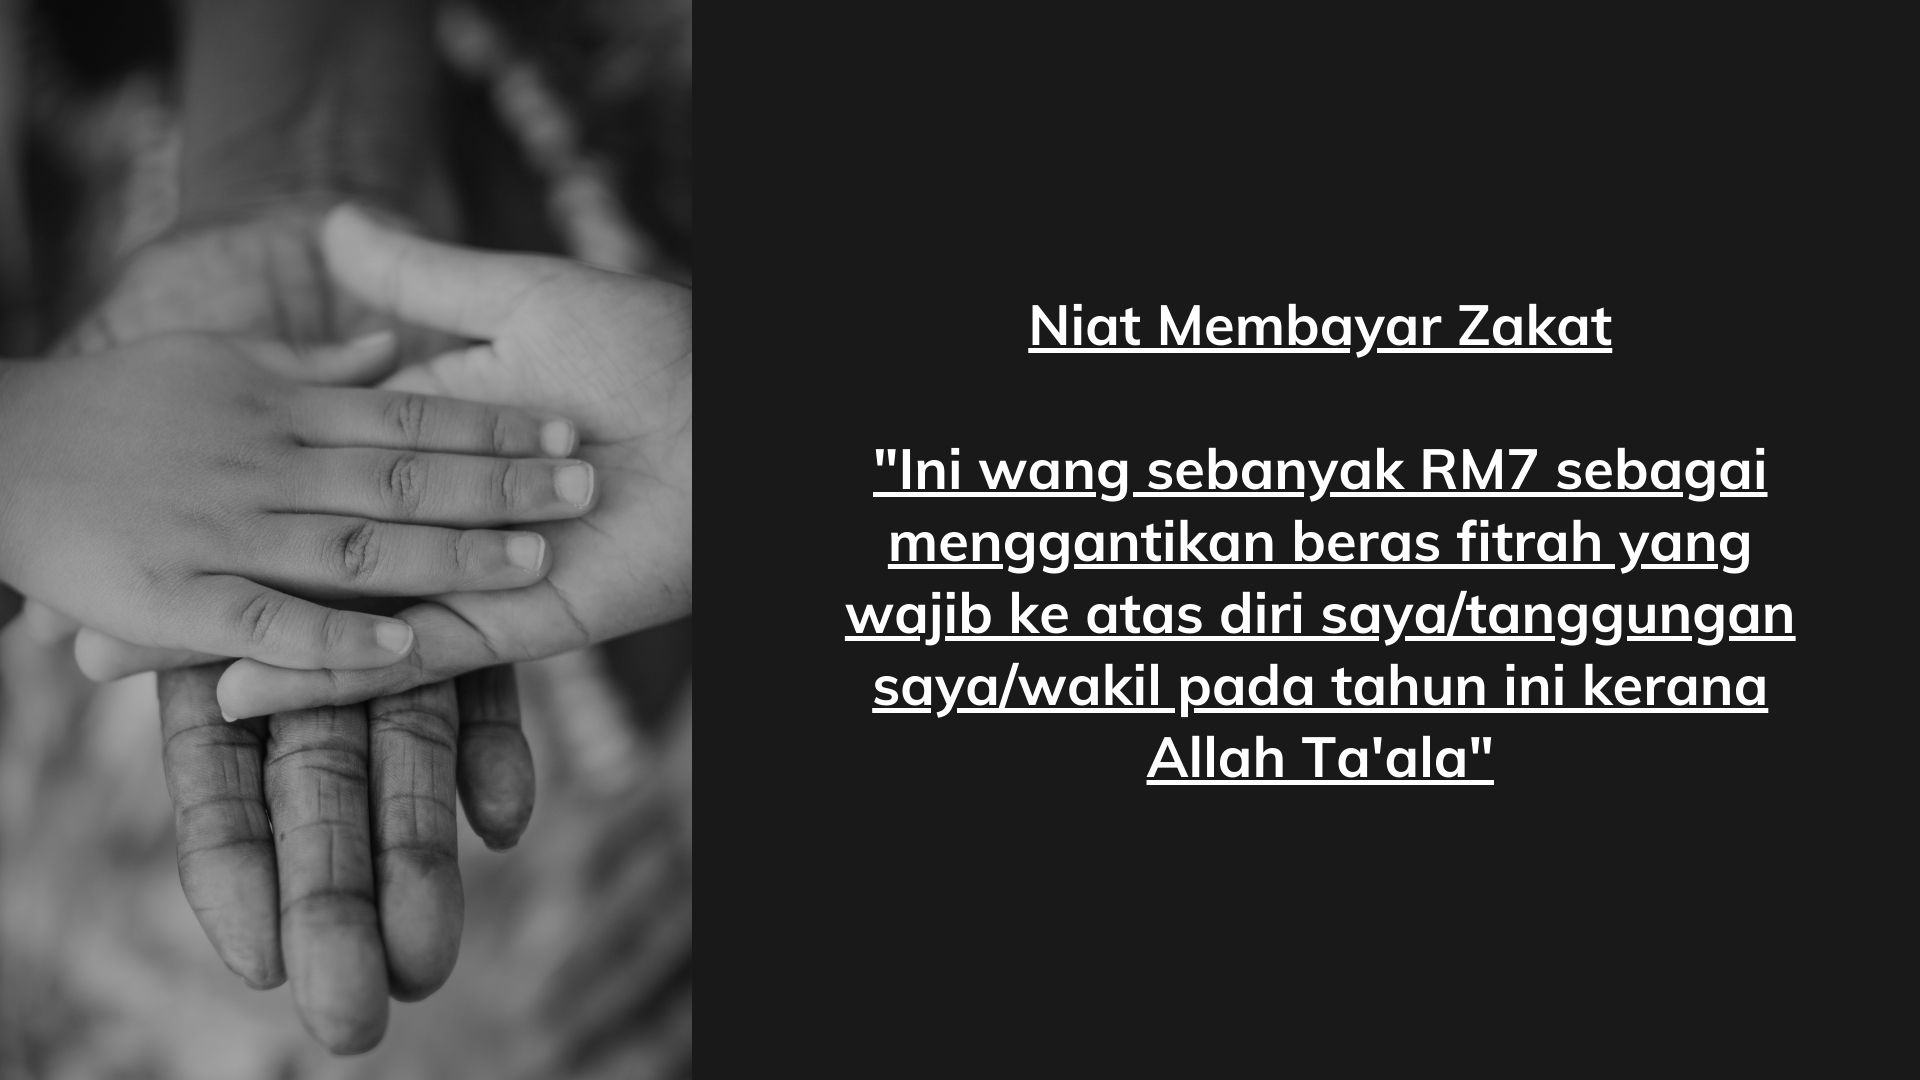 Niat Membayar Zakat
"Ini wang sebanyak RM7 sebagai
menggantikan beras fitrah yang
wajib ke atas diri saya/tanggungan
saya/wakil pada tahun ini kerana
Allah Ta'ala"